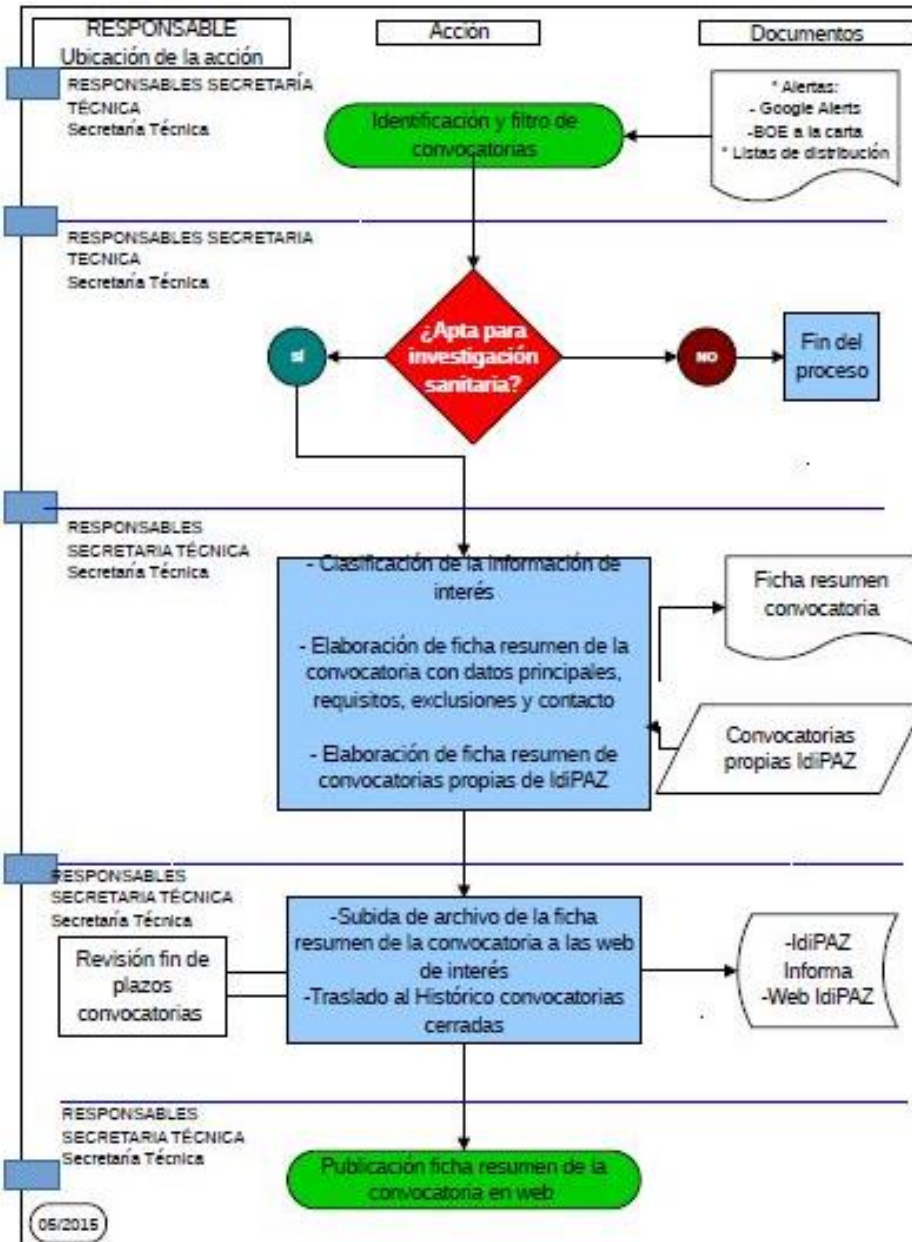 RESPONSABLE
Ubicación de la acción
Acción
Documentos
RESPONSABLES SECRETARÍA
TÉCNICA
Secretaría Técnica
Identificación y filtro de
convocatorias
* Alertas:
- Google Alerts
-BOE a la carta
* Listas de distribución
RESPONSABLES SECRETARIA
TECNICA
Secretaría Técnica
¿Apta para
investigación
sanitaria?
SÍ
NO
Fin del
proceso
RESPONSABLES
SECRETARIA TÉCNICA
Secretaría Técnica
- Clasificación de la información de
interés
- Elaboración de ficha resumen de la
convocatoria con datos principales,
requisitos, exclusiones y contacto
- Elaboración de ficha resumen de
convocatorias propias de IdiPAZ
Ficha resumen
convocatoria
Convocatorias
propias IdiPAZ
RESPONSABLES
SECRETARIA TÉCNICA
Secretaría Técnica
Revisión fin de
plazos
convocatorias
-Subida de archivo de la ficha
resumen de la convocatoria a las web
de interés
-Traslado al Histórico convocatorias
cerradas
-IdiPAZ
Informa
-Web IdiPAZ
RESPONSABLES
SECRETARIA TÉCNICA
Secretaría Técnica
Publicación ficha resumen de la
convocatoria en web
05/2015